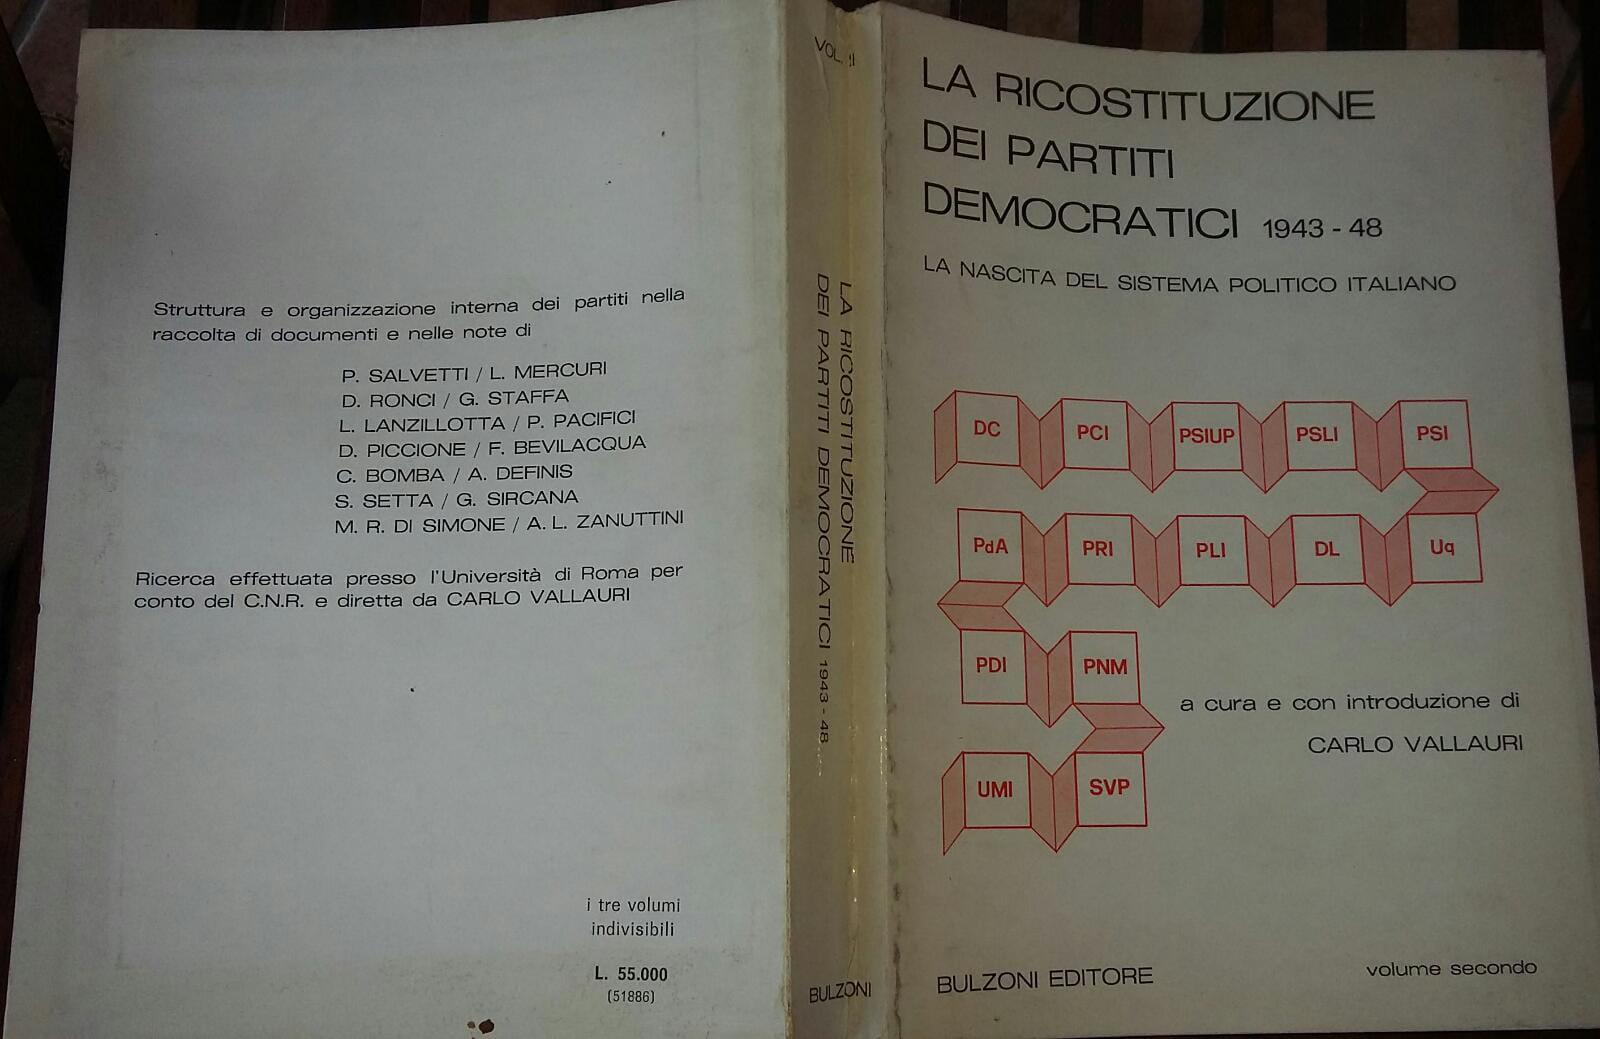 Struttura e organizzazione interna dei partiti nella
raccolta di documenti e nelle note di
P. SALVETTI / L. MERCURI
D. RONCI / G. STAFFA
L. LANZILLOTTA / P. PACIFICI
D. PICCIONE / F. BEVILACQUA
C. BOMBA / A. DEFINIS
S. SETTA / G. SIRCANA
M. R. DI SIMONE / A. L. ZANUTTINI
Ricerca effettuata presso l'Università di Roma per
conto del C.N.R. e diretta da CARLO VALLAURI
i tre volumi
indivisibili
L. 55.000
(51886)
VOL. II
LA RICOSTITUZIONE
DEI PARTITI DEMOCRATICI 1943 - 48
BULZONI
LA RICOSTITUZIONE
DEI PARTITI
DEMOCRATICI 1943 - 48
LA NASCITA DEL SISTEMA POLITICO ITALIANO
DC PCI PSIUP PSLI PSI
PdA PRI PLI DL Uq
PDI PNM
a cura e con introduzione di
CARLO VALLAURI
UMI SVP
BULZONI EDITORE
volume secondo